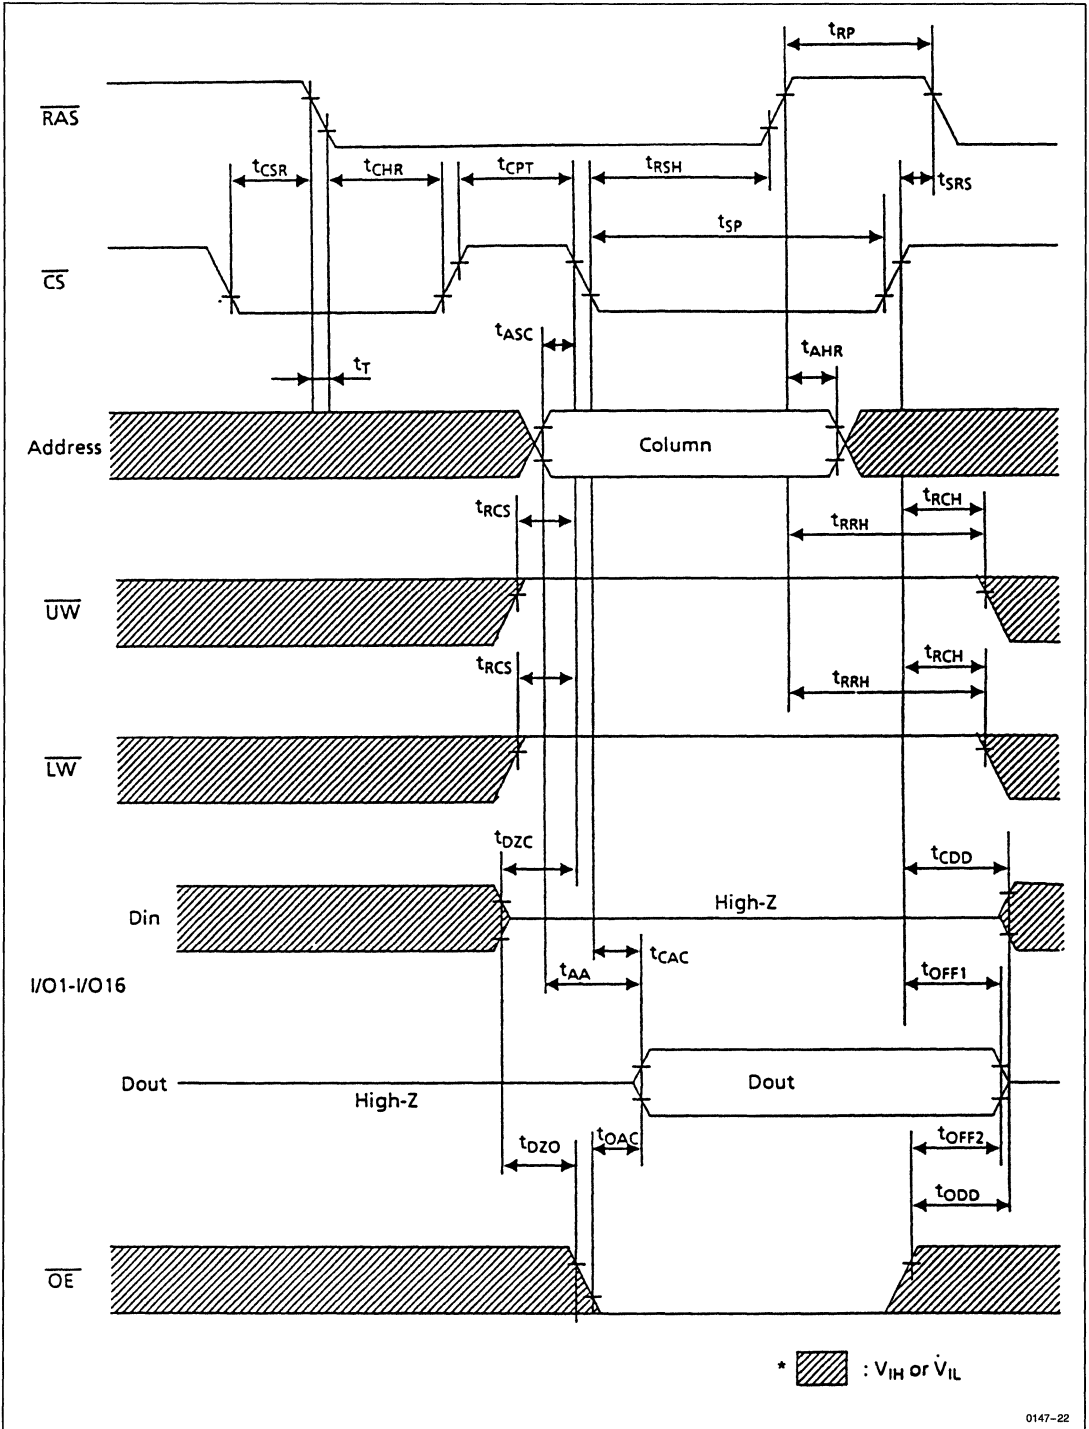 tRP
RAS
tCSR
tCHR
tCPT
tRSH
tSRS
tSP
CS
tASC
tT
tAHR
Address
Column
tRCS
tRCH
tRRH
UW
tRCS
tRCH
tRRH
LW
tDZC
tCDD
Din
High-Z
tCAC
tAA
tOFF1
I/O1-I/O16
Dout
High-Z
Dout
tDZO
tOAC
tOFF2
tODD
OE
* : VIH or VIL
0147-22